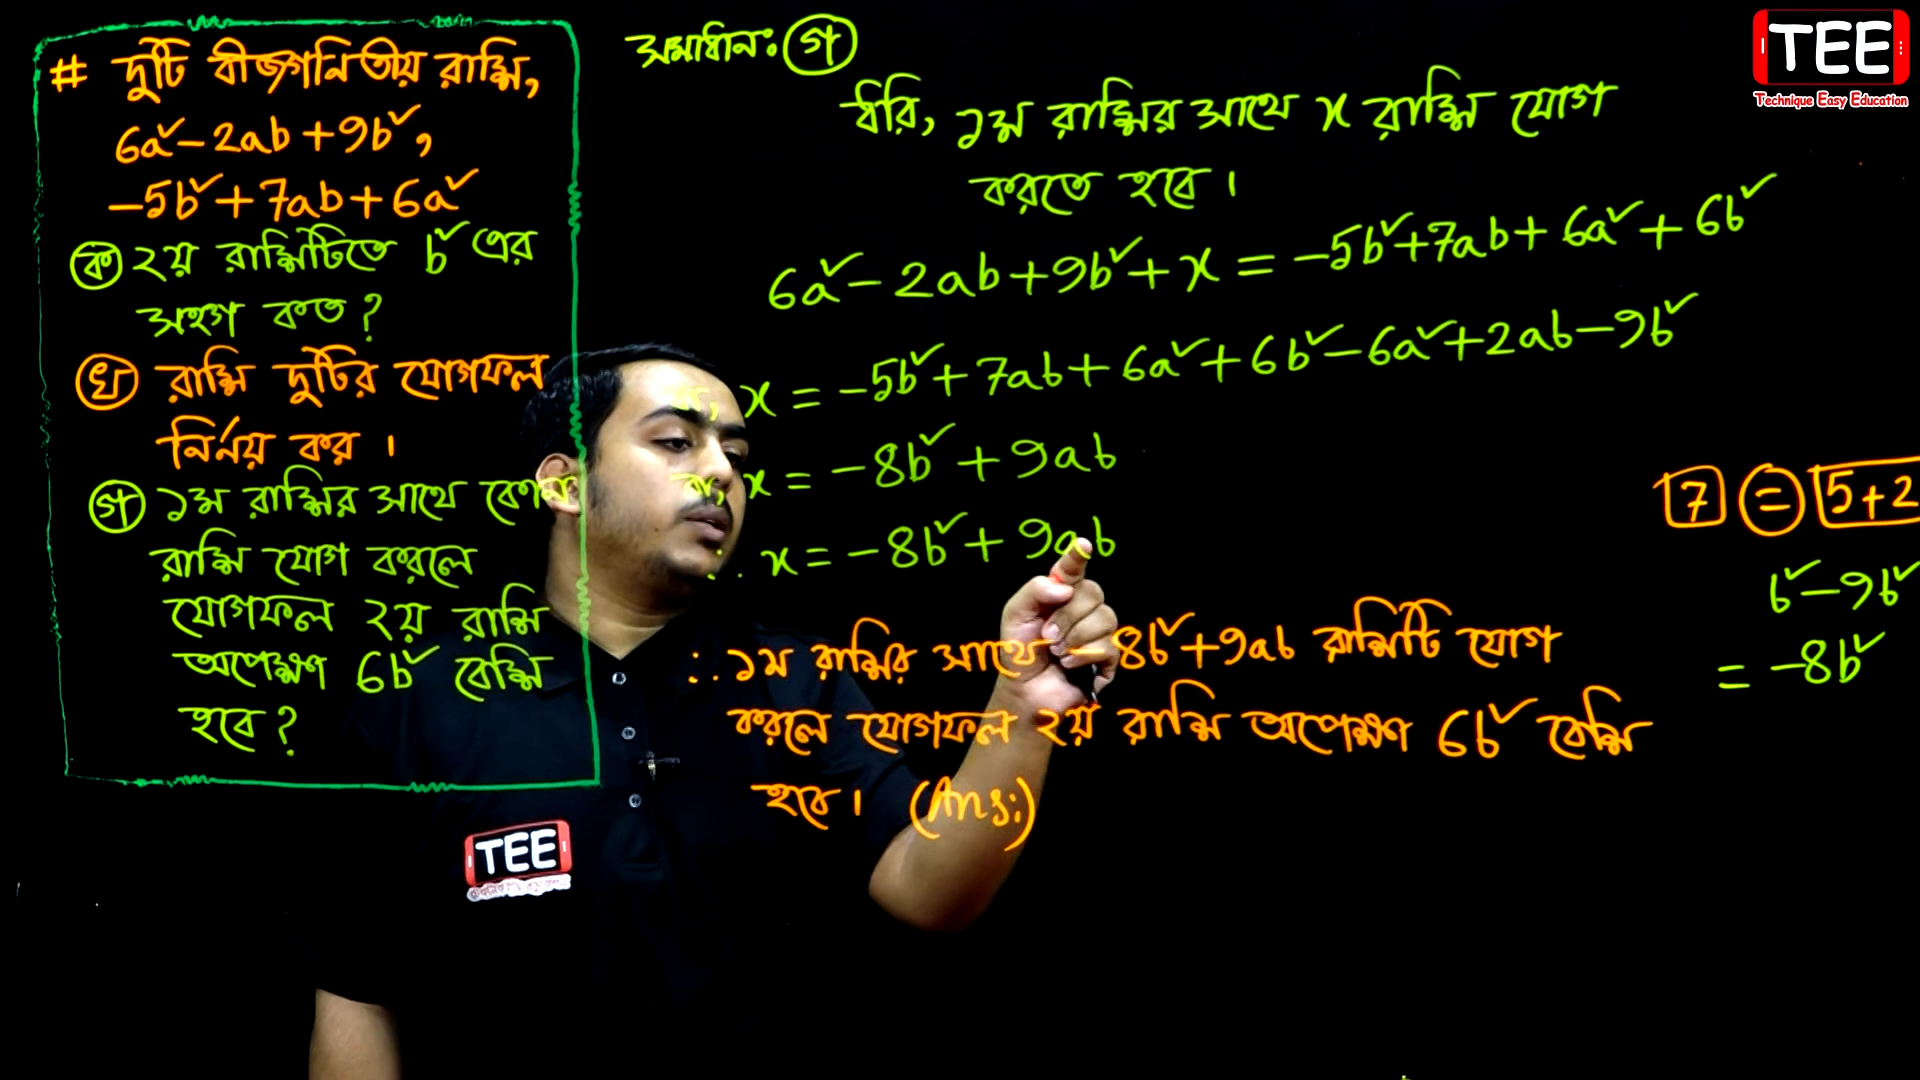 # দুটি বীজগনিতীয় রাশি,
6a² - 2ab + 9b²,
-5b² + 7ab + 6a²
ক ২য় রাশিটিতে b² এর
সহগ কত?
খ রাশি দুটির যোগফল
নির্নয় কর।
গ ১ম রাশির সাথে কোন
রাশি যোগ করলে
যোগফল ২য় রাশি
অপেক্ষা 6b² বেশি
হবে?
সমাধানঃ গ
ধরি, ১ম রাশির সাথে x রাশি যোগ
করতে হবে।
6a² - 2ab + 9b² + x = -5b² + 7ab + 6a² + 6b²
বা, x = -5b² + 7ab + 6a² + 6b² - 6a² + 2ab - 9b²
বা, x = -8b² + 9ab
∴ x = -8b² + 9ab
∴ ১ম রাশির সাথে -8b² + 9ab রাশিটি যোগ
করলে যোগফল ২য় রাশি অপেক্ষা 6b² বেশি
হবে। (Ans:)
7 = 5+2
b² - 9b²
= -8b²
TEE
Technique Easy Education
TEE